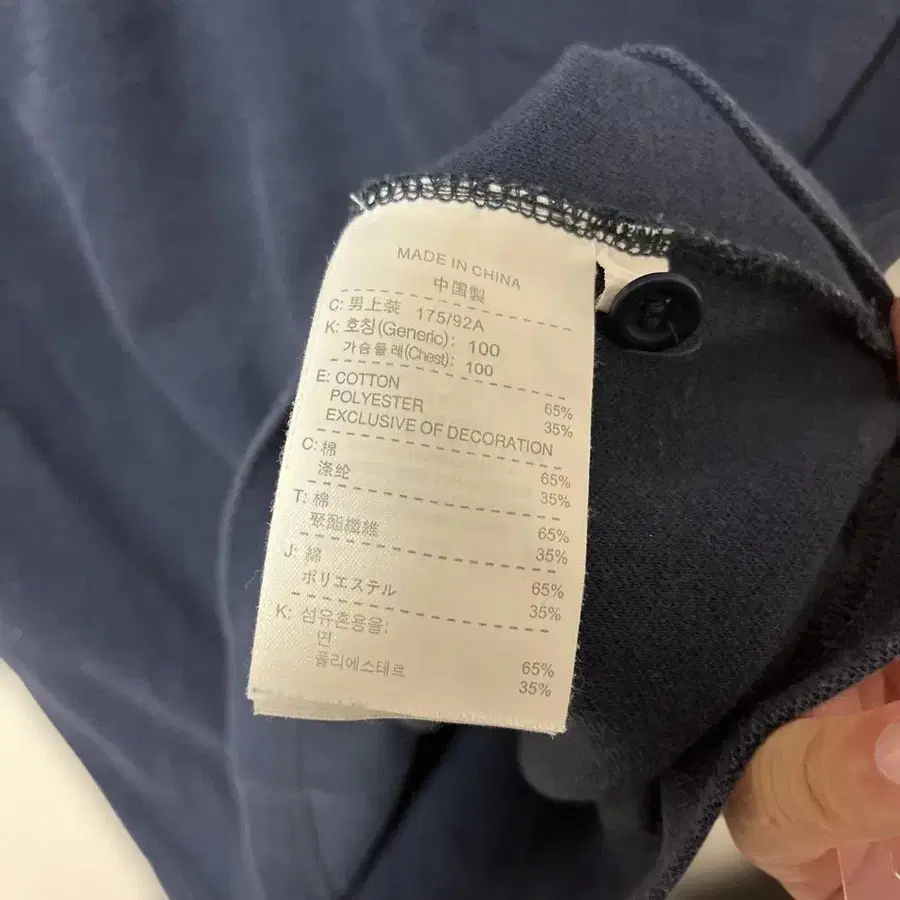 MADE IN CHINA
中国製
C: 男上装 175/92A
K: 호칭(Generic): 100
가슴둘레(Chest): 100
E: COTTON 65%
POLYESTER 35%
EXCLUSIVE OF DECORATION
C: 棉 65%
涤纶 35%
T: 棉 65%
聚酯纖維 35%
J: 綿 65%
ポリエステル 35%
K: 섬유혼용율:
면 65%
폴리에스테르 35%